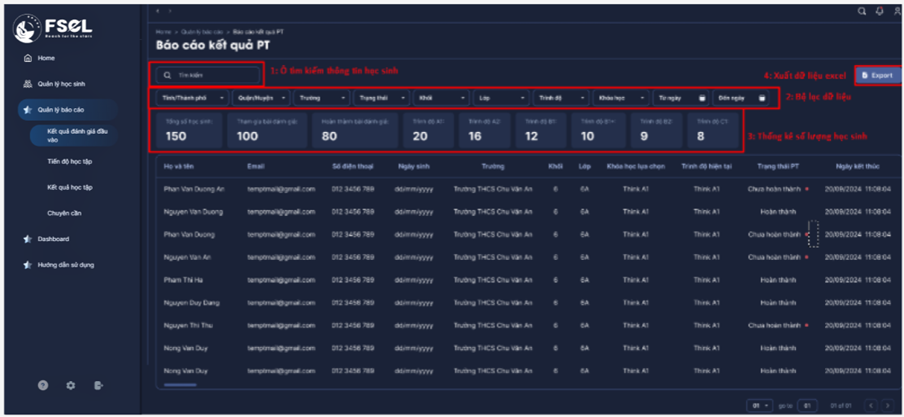 FSEL
Reach for the stars
Home
Quản lý học sinh
Quản lý báo cáo
Kết quả đánh giá đầu vào
Tiến độ học tập
Kết quả học tập
Chuyên cần
Dashboard
Hướng dẫn sử dụng
Home > Quản lý báo cáo > Báo cáo kết quả PT
Báo cáo kết quả PT
Tìm kiếm
1: Ô tìm kiếm thông tin học sinh
4: Xuất dữ liệu excel
Export
Tỉnh/Thành phố Quận/Huyện Trường Trạng thái Khối Lớp Trình độ Khóa học Từ ngày Đến ngày
2: Bộ lọc dữ liệu
Tổng số học sinh: Tham gia bài đánh giá: Hoàn thành bài đánh giá: Trình độ A1: Trình độ A2: Trình độ B1: Trình độ B1+: Trình độ B2: Trình độ C1:
150 100 80 20 16 12 10 9 8
3: Thống kê số lượng học sinh
Họ và tên Email Số điện thoại Ngày sinh Trường Khối Lớp Khóa học lựa chọn Trình độ hiện tại Trạng thái PT Ngày kết thúc
Phan Van Duong An temptmail@gmail.com 012 3456 789 dd/mm/yyyy Trường THCS Chu Văn An 6 6A Think A1 Think A1 Chưa hoàn thành 20/09/2024 11:08:04
Nguyen Van Duong temptmail@gmail.com 012 3456 789 dd/mm/yyyy Trường THCS Chu Văn An 6 6A Think A1 Think A1 Hoàn thành 20/09/2024 11:08:04
Phan Van Duong temptmail@gmail.com 012 3456 789 dd/mm/yyyy Trường THCS Chu Văn An 6 6A Think A1 Think A1 Chưa hoàn thành 20/09/2024 11:08:04
Nguyen Van An temptmail@gmail.com 012 3456 789 dd/mm/yyyy Trường THCS Chu Văn An 6 6A Think A1 Think A1 Chưa hoàn thành 20/09/2024 11:08:04
Pham Thi Ha temptmail@gmail.com 012 3456 789 dd/mm/yyyy Trường THCS Chu Văn An 6 6A Think A1 Think A1 Hoàn thành 20/09/2024 11:08:04
Nguyen Duy Dang temptmail@gmail.com 012 3456 789 dd/mm/yyyy Trường THCS Chu Văn An 6 6A Think A1 Think A1 Hoàn thành 20/09/2024 11:08:04
Nguyen Thi Thu temptmail@gmail.com 012 3456 789 dd/mm/yyyy Trường THCS Chu Văn An 6 6A Think A1 Think A1 Chưa hoàn thành 20/09/2024 11:08:04
Nong Van Duy temptmail@gmail.com 012 3456 789 dd/mm/yyyy Trường THCS Chu Văn An 6 6A Think A1 Think A1 Hoàn thành 20/09/2024 11:08:04
Nong Van Duy temptmail@gmail.com 012 3456 789 dd/mm/yyyy Trường THCS Chu Văn An 6 6A Think A1 Think A1 Hoàn thành 20/09/2024 11:08:04
01 go to: 01 01 of 01